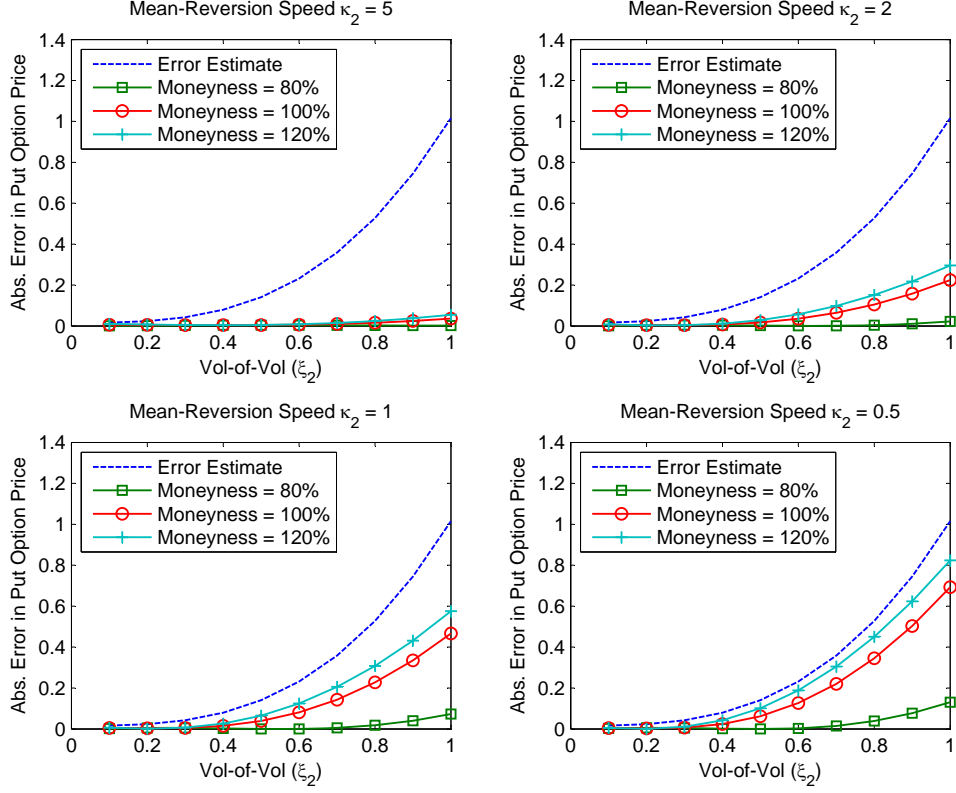 Mean-Reversion Speed κ2 = 5
Abs. Error in Put Option Price
1.4
1.2
1
0.8
0.6
0.4
0.2
0
Error Estimate
Moneyness = 80%
Moneyness = 100%
Moneyness = 120%
0 0.2 0.4 0.6 0.8 1
Vol-of-Vol (ξ2)
Mean-Reversion Speed κ2 = 2
Abs. Error in Put Option Price
1.4
1.2
1
0.8
0.6
0.4
0.2
0
Error Estimate
Moneyness = 80%
Moneyness = 100%
Moneyness = 120%
0 0.2 0.4 0.6 0.8 1
Vol-of-Vol (ξ2)
Mean-Reversion Speed κ2 = 1
Abs. Error in Put Option Price
1.4
1.2
1
0.8
0.6
0.4
0.2
0
Error Estimate
Moneyness = 80%
Moneyness = 100%
Moneyness = 120%
0 0.2 0.4 0.6 0.8 1
Vol-of-Vol (ξ2)
Mean-Reversion Speed κ2 = 0.5
Abs. Error in Put Option Price
1.4
1.2
1
0.8
0.6
0.4
0.2
0
Error Estimate
Moneyness = 80%
Moneyness = 100%
Moneyness = 120%
0 0.2 0.4 0.6 0.8 1
Vol-of-Vol (ξ2)